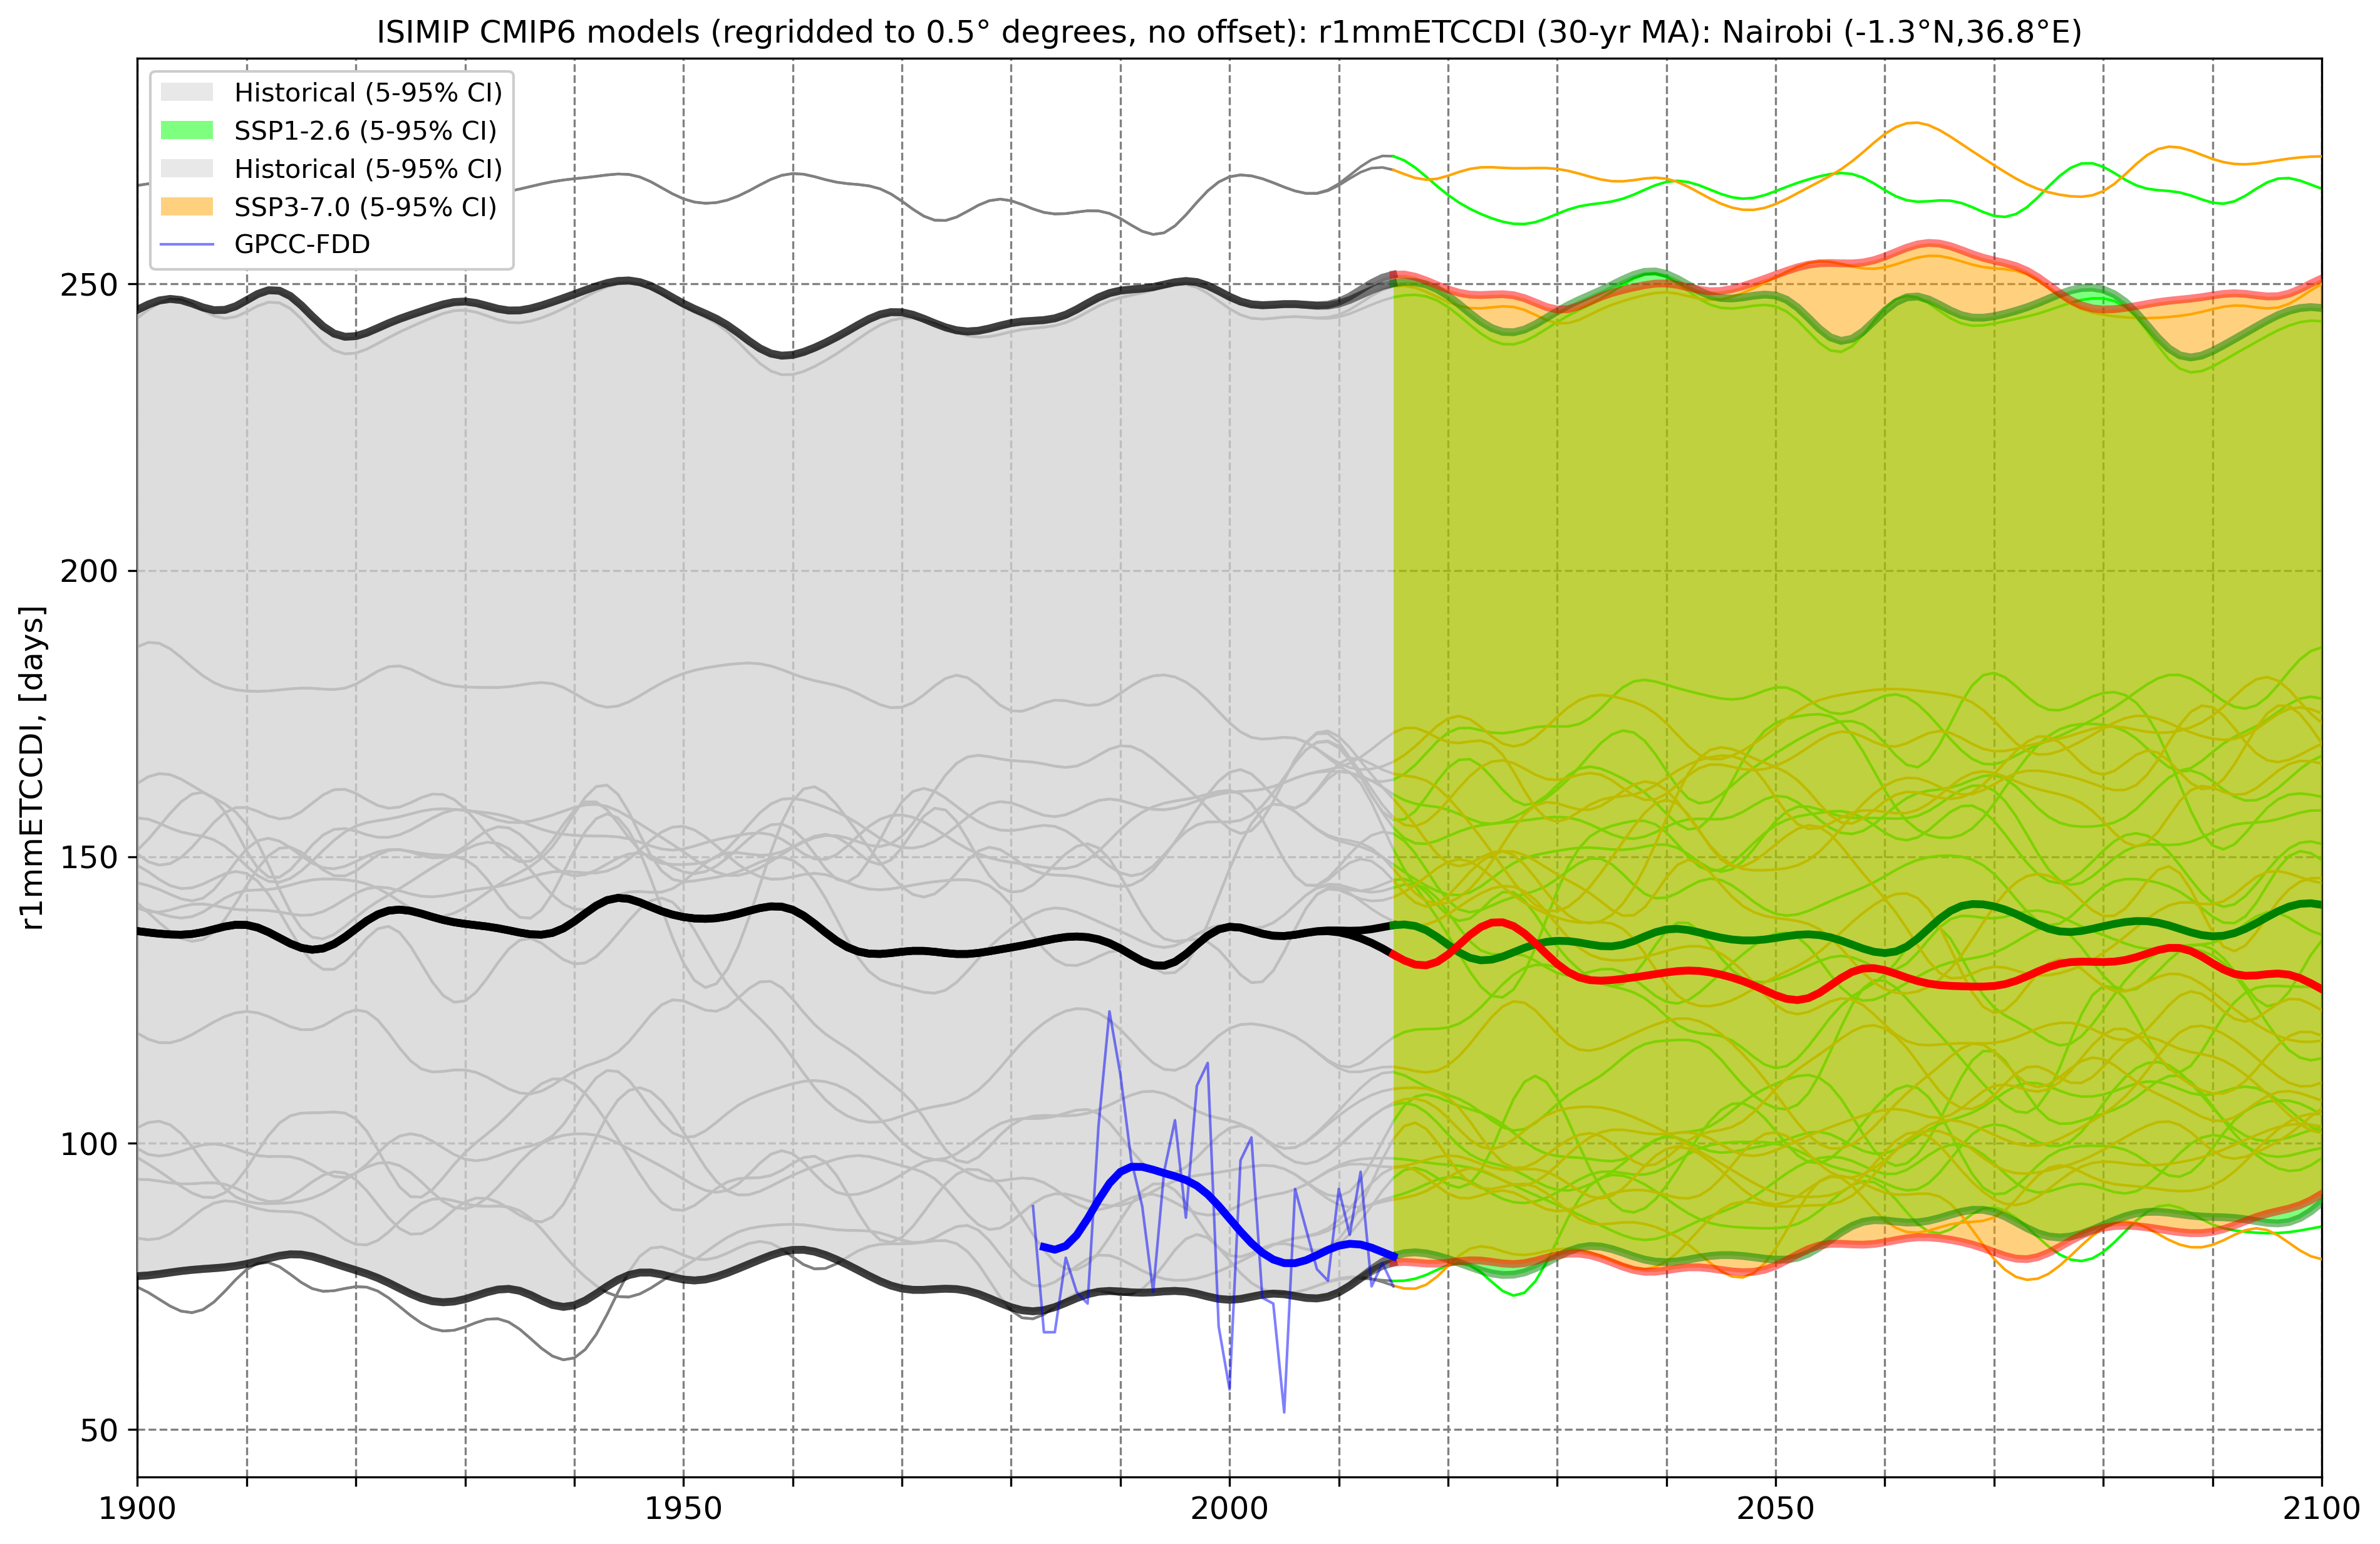 ISIMIP CMIP6 models (regridded to 0.5° degrees, no offset): r1mmETCCDI (30-yr MA): Nairobi (-1.3°N,36.8°E)
Historical (5-95% CI)
SSP1-2.6 (5-95% CI)
Historical (5-95% CI)
SSP3-7.0 (5-95% CI)
GPCC-FDD
r1mmETCCDI, [days]
250
200
150
100
50
1900 1950 2000 2050 2100